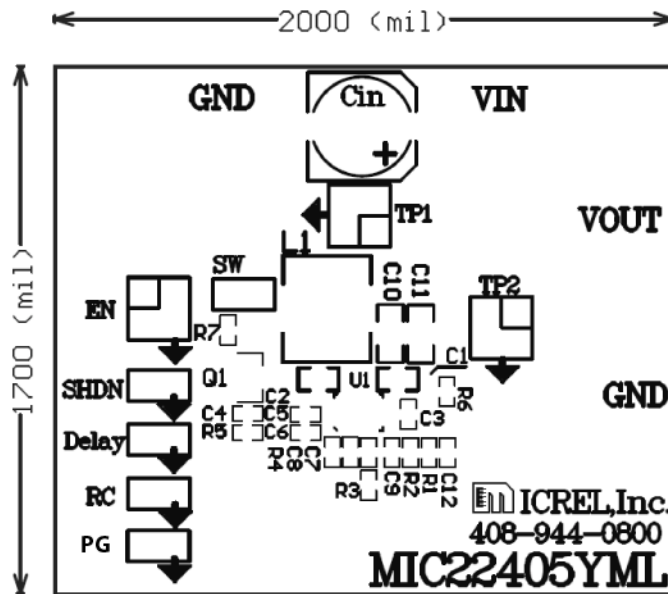 2000 (mil)
1700 (mil)
GND
Cin
VIN
+
TP1
VOUT
L1
SW
C10
C11
TP2
EN
R7
SHDN
Q1
U1
C1
C2
R6
GND
C4
C5
C3
Delay
R5
C6
R4
C8
C7
R3
C9
R2
R1
C12
RC
MICREL,Inc.
408-944-0800
PG
MIC22405YML